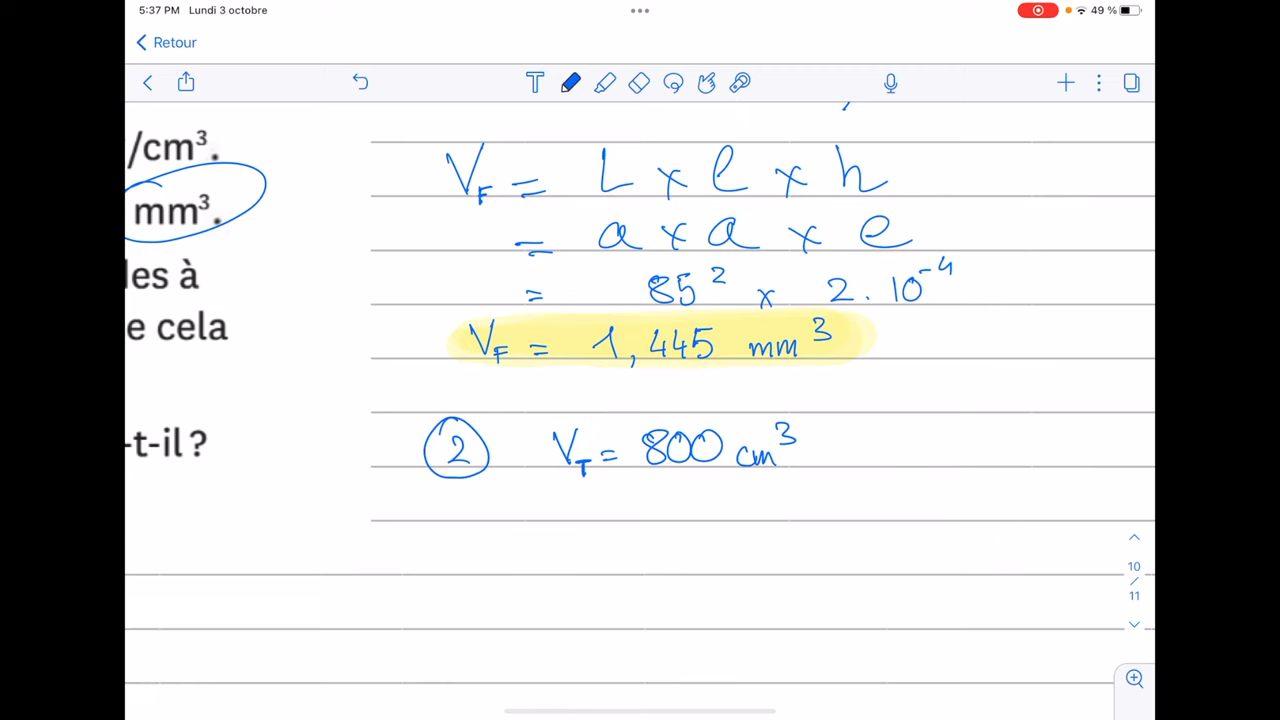 5:37 PM Lundi 3 octobre
49 %
Retour
T
/cm³.
mm³.
les à
e cela
-t-il ?
V_F = L × l × h
= a × a × e
= 85² × 2 . 10⁻⁴
V_F = 1,445 mm³
2 V_T = 800 cm³
10
/
11